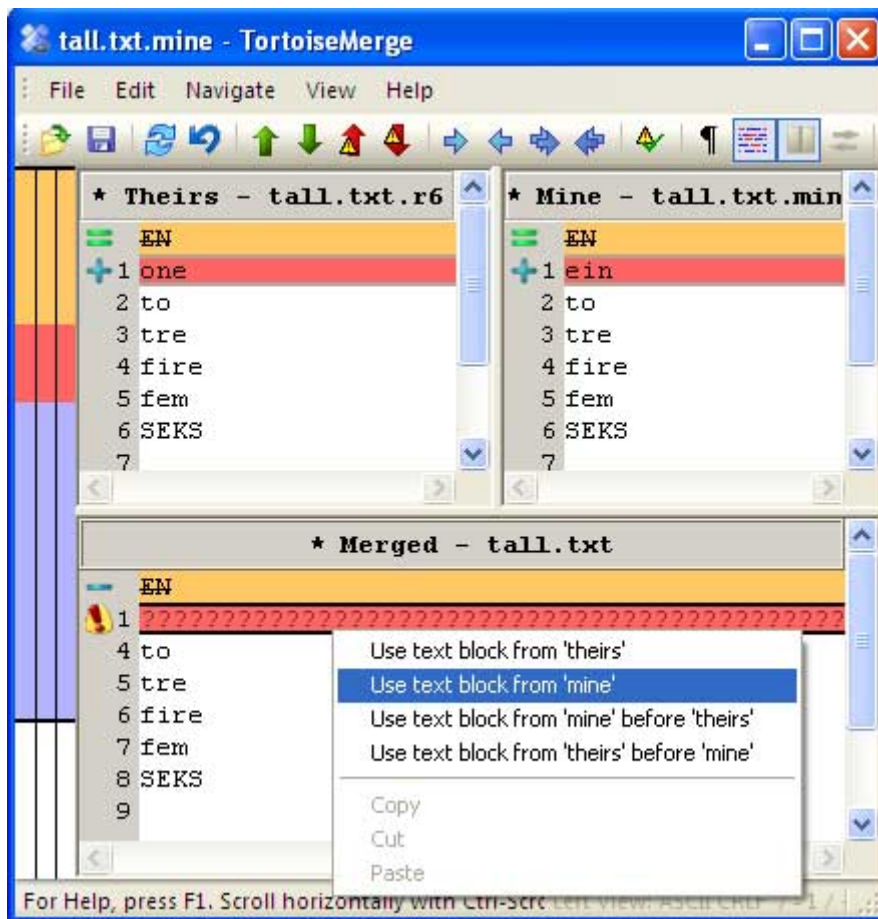 tall.txt.mine - TortoiseMerge
File Edit Navigate View Help
* Theirs - tall.txt.r6
EN
1 one
2 to
3 tre
4 fire
5 fem
6 SEKS
7
* Mine - tall.txt.min
EN
1 ein
2 to
3 tre
4 fire
5 fem
6 SEKS
7
* Merged - tall.txt
EN
1 ????????????????????????????????????????????
4 to
5 tre
6 fire
7 fem
8 SEKS
9
Use text block from 'theirs'
Use text block from 'mine'
Use text block from 'mine' before 'theirs'
Use text block from 'theirs' before 'mine'
Copy
Cut
Paste
For Help, press F1. Scroll horizontally with Ctrl-Scro Left View: ASCII CRLF / - 1 /